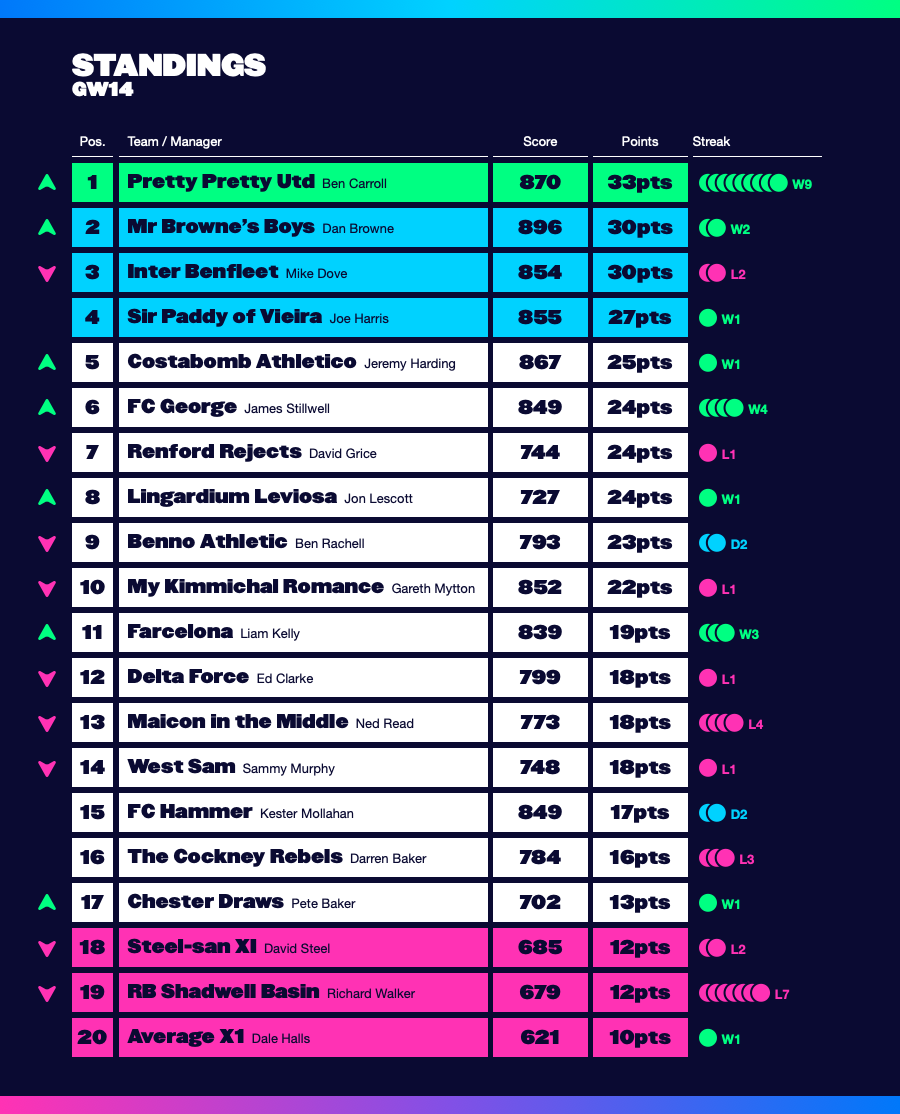 STANDINGS
GW14
Pos. Team / Manager Score Points Streak
1 Pretty Pretty Utd Ben Carroll 870 33pts W9
2 Mr Browne’s Boys Dan Browne 896 30pts W2
3 Inter Benfleet Mike Dove 854 30pts L2
4 Sir Paddy of Vieira Joe Harris 855 27pts W1
5 Costabomb Athletico Jeremy Harding 867 25pts W1
6 FC George James Stillwell 849 24pts W4
7 Renford Rejects David Grice 744 24pts L1
8 Lingardium Leviosa Jon Lescott 727 24pts W1
9 Benno Athletic Ben Rachell 793 23pts D2
10 My Kimmichal Romance Gareth Mytton 852 22pts L1
11 Farcelona Liam Kelly 839 19pts W3
12 Delta Force Ed Clarke 799 18pts L1
13 Maicon in the Middle Ned Read 773 18pts L4
14 West Sam Sammy Murphy 748 18pts L1
15 FC Hammer Kester Mollahan 849 17pts D2
16 The Cockney Rebels Darren Baker 784 16pts L3
17 Chester Draws Pete Baker 702 13pts W1
18 Steel-san XI David Steel 685 12pts L2
19 RB Shadwell Basin Richard Walker 679 12pts L7
20 Average X1 Dale Halls 621 10pts W1